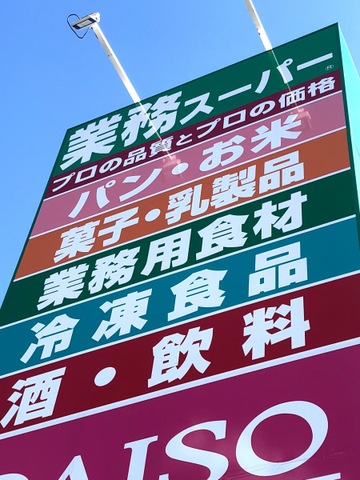 業務スーパー
プロの品質とプロの価格
パン・お米
菓子・乳製品
業務用食材
冷凍食品
酒・飲料
DAISO